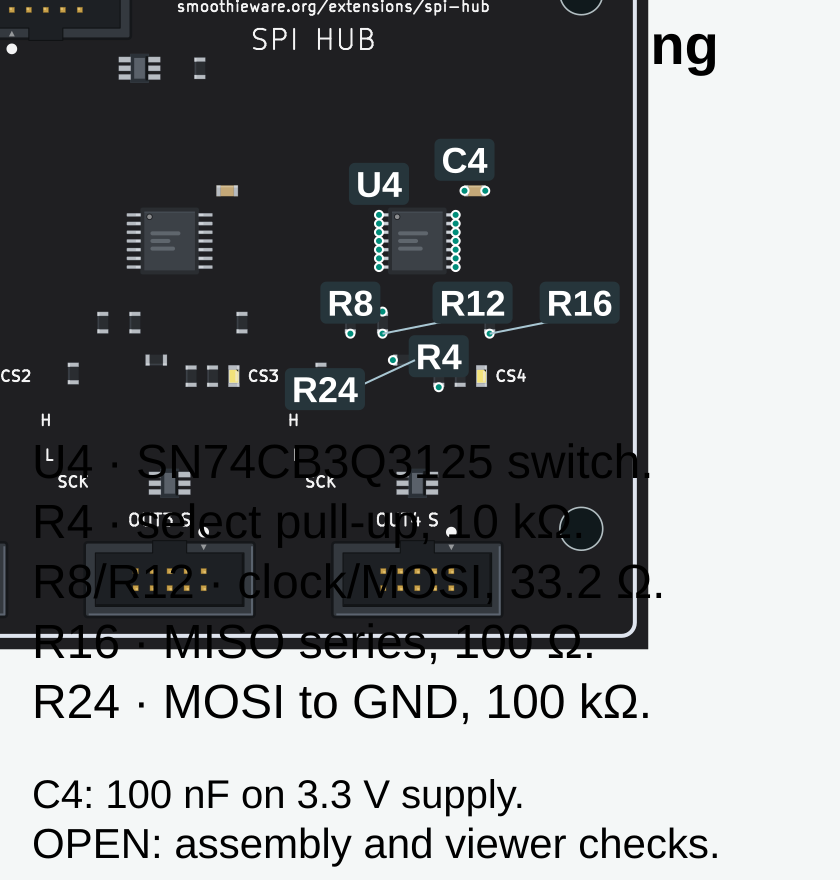 smoothieware.org/extensions/spi-hub
ng
SPI HUB
C4
U4
R8
R12
R16
R4
CS2
CS3
CS4
R24
H
H
U4 · SN74CB3Q3125 switch.
L
SCK
SCK
R4 · select pull-up, 10 kΩ.
OUT4 S
R8/R12 · clock/MOSI, 33.2 Ω.
R16 · MISO series, 100 Ω.
R24 · MOSI to GND, 100 kΩ.
C4: 100 nF on 3.3 V supply.
OPEN: assembly and viewer checks.